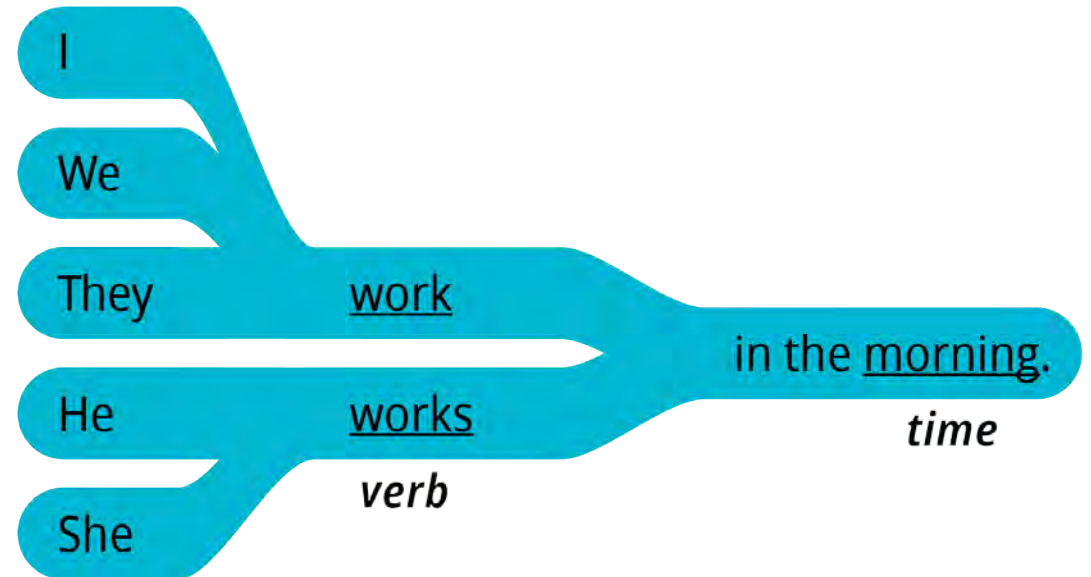 I
We
They work
in the morning.
time
He works
verb
She